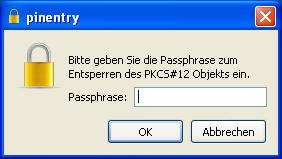 pinentry
Bitte geben Sie die Passphrase zum
Entsperren des PKCS#12 Objekts ein.
Passphrase:
OK Abbrechen